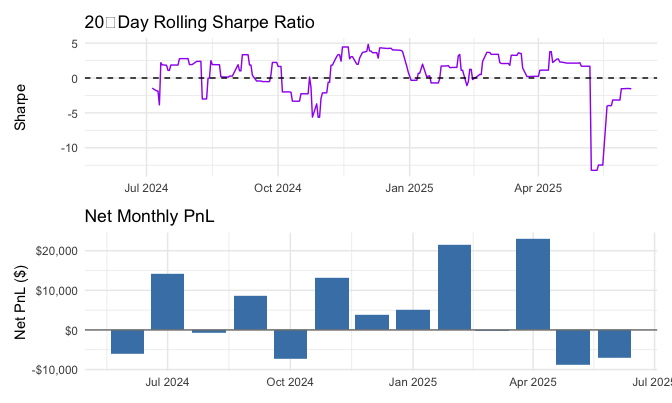 20▯Day Rolling Sharpe Ratio
Sharpe
5
0
-5
-10
Jul 2024
Oct 2024
Jan 2025
Apr 2025
Net Monthly PnL
Net PnL ($)
$20,000
$10,000
$0
-$10,000
Jul 2024
Oct 2024
Jan 2025
Apr 2025
Jul 2025